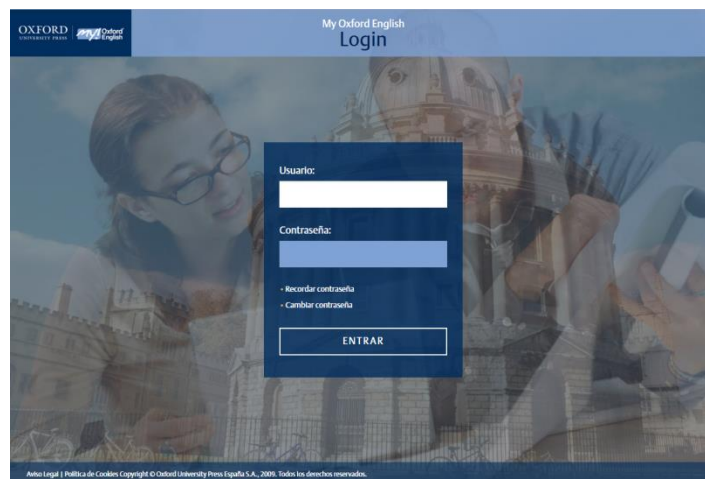 OXFORD
UNIVERSITY PRESS
my Oxford
English
My Oxford English
Login
Usuario:
Contraseña:
- Recordar contraseña
- Cambiar contraseña
ENTRAR
Aviso Legal | Política de Cookies Copyright © Oxford University Press España S.A., 2009. Todos los derechos reservados.